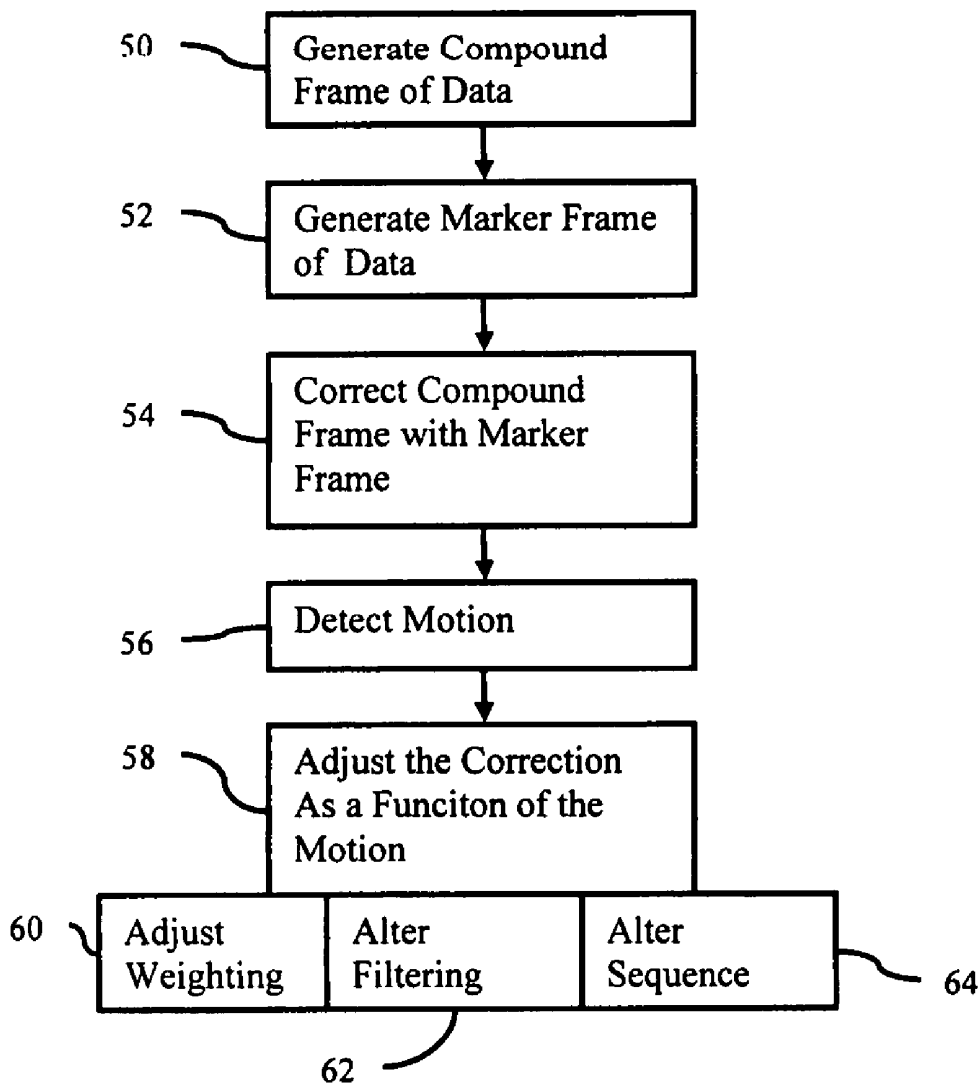 50
Generate Compound
Frame of Data
52
Generate Marker Frame
of Data
54
Correct Compound
Frame with Marker
Frame
56
Detect Motion
58
Adjust the Correction
As a Funciton of the
Motion
60
Adjust
Weighting
Alter
Filtering
Alter
Sequence
64
62